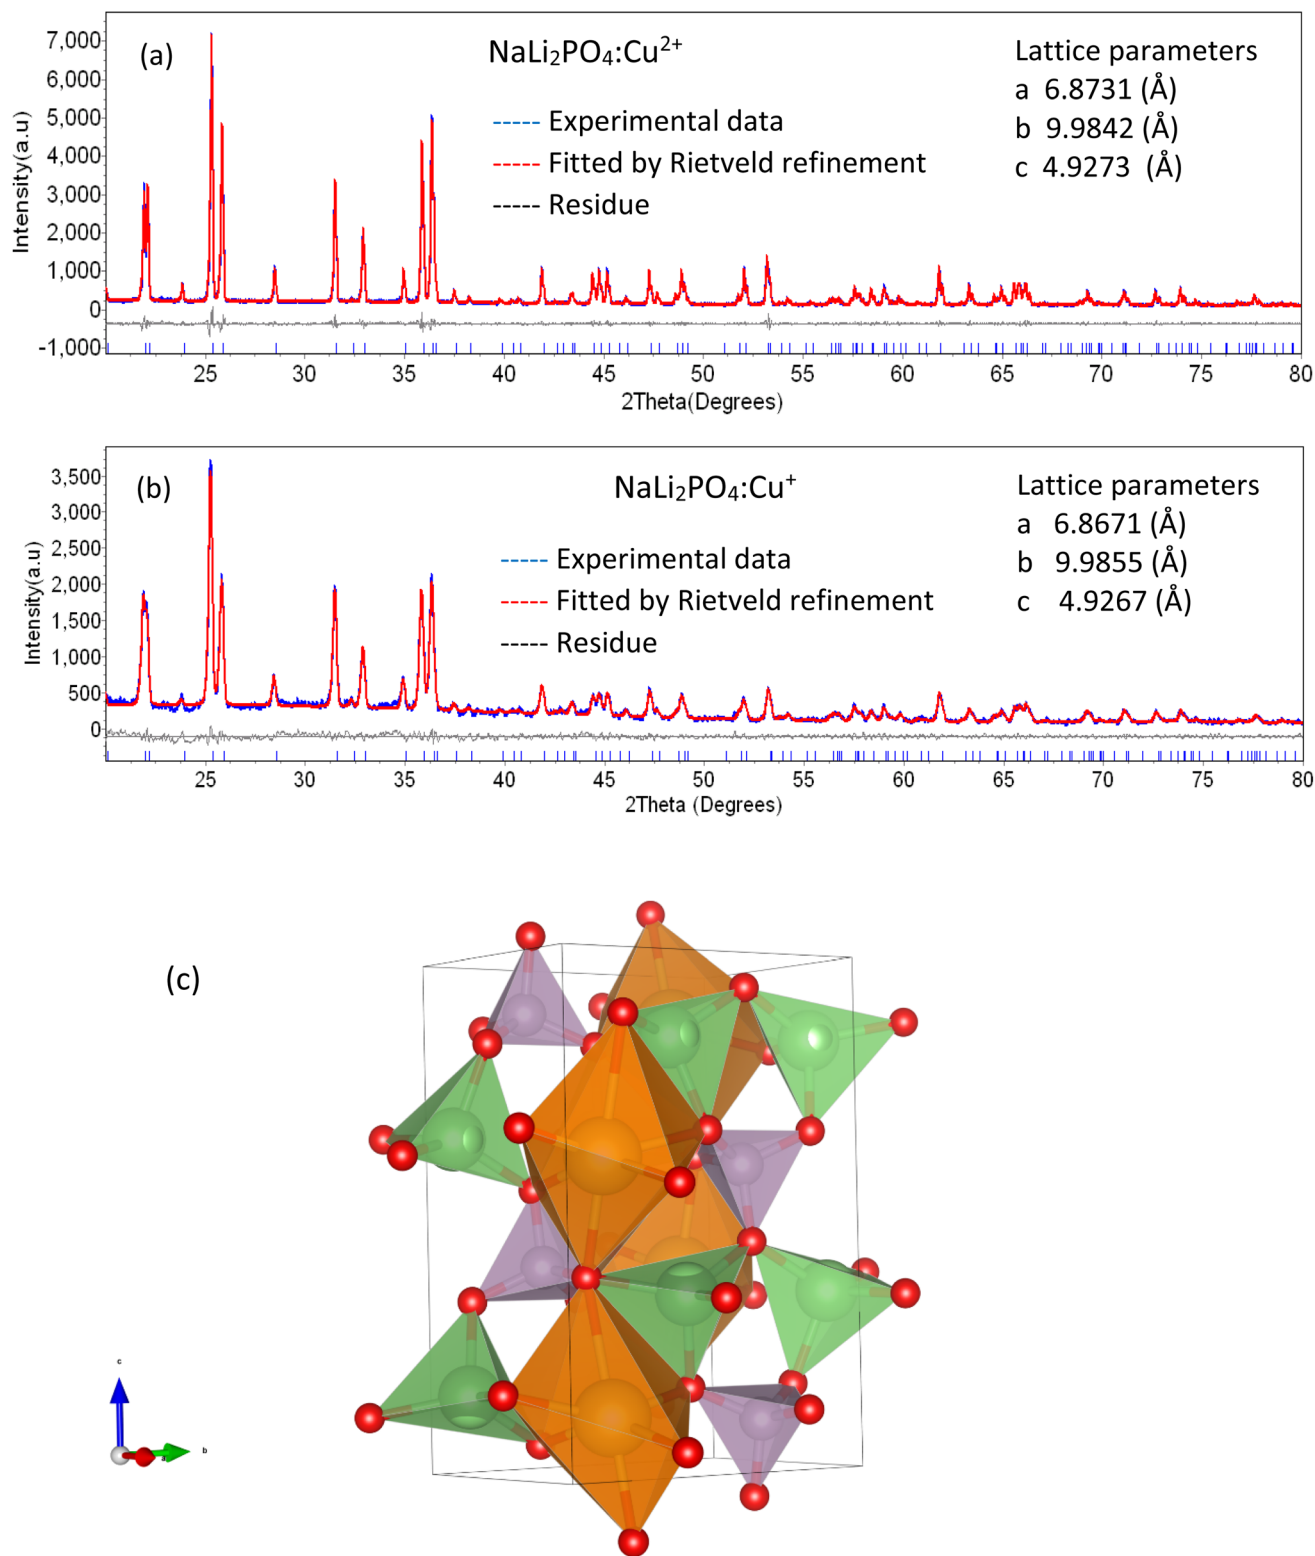 (a)
NaLi₂PO₄:Cu²⁺
Lattice parameters
a 6.8731 (Å)
b 9.9842 (Å)
c 4.9273 (Å)
----- Experimental data
----- Fitted by Rietveld refinement
----- Residue
Intensity(a.u)
7,000
6,000
5,000
4,000
3,000
2,000
1,000
0
-1,000
25 30 35 40 45 50 55 60 65 70 75 80
2Theta(Degrees)
(b)
NaLi₂PO₄:Cu⁺
Lattice parameters
a 6.8671 (Å)
b 9.9855 (Å)
c 4.9267 (Å)
----- Experimental data
----- Fitted by Rietveld refinement
----- Residue
Intensity(a.u)
3,500
3,000
2,500
2,000
1,500
1,000
500
0
25 30 35 40 45 50 55 60 65 70 75 80
2Theta (Degrees)
(c)
c
a
b